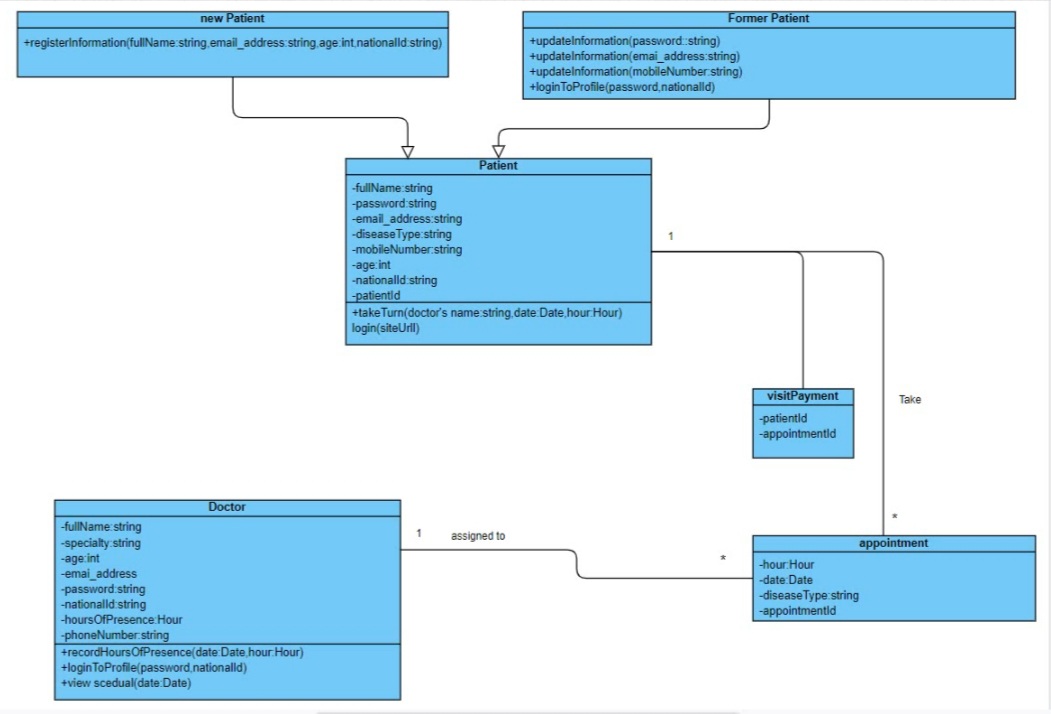 new Patient
+registerInformation(fullName:string,email_address:string,age:int,nationalId:string)
Former Patient
+updateInformation(password::string)
+updateInformation(emai_address:string)
+updateInformation(mobileNumber:string)
+loginToProfile(password,nationalId)
Patient
-fullName:string
-password:string
-email_address:string
-diseaseType:string
-mobileNumber:string
-age:int
-nationalId:string
-patientId
+takeTurn(doctor's name:string,date:Date,hour:Hour)
login(siteUrll)
1
visitPayment
-patientId
-appointmentId
Take
*
Doctor
-fullName:string
-specialty:string
-age:int
-emai_address
-password:string
-nationalId:string
-hoursOfPresence:Hour
-phoneNumber:string
+recordHoursOfPresence(date:Date,hour:Hour)
+loginToProfile(password,nationalId)
+view scedual(date:Date)
1
assigned to
*
appointment
-hour:Hour
-date:Date
-diseaseType:string
-appointmentId